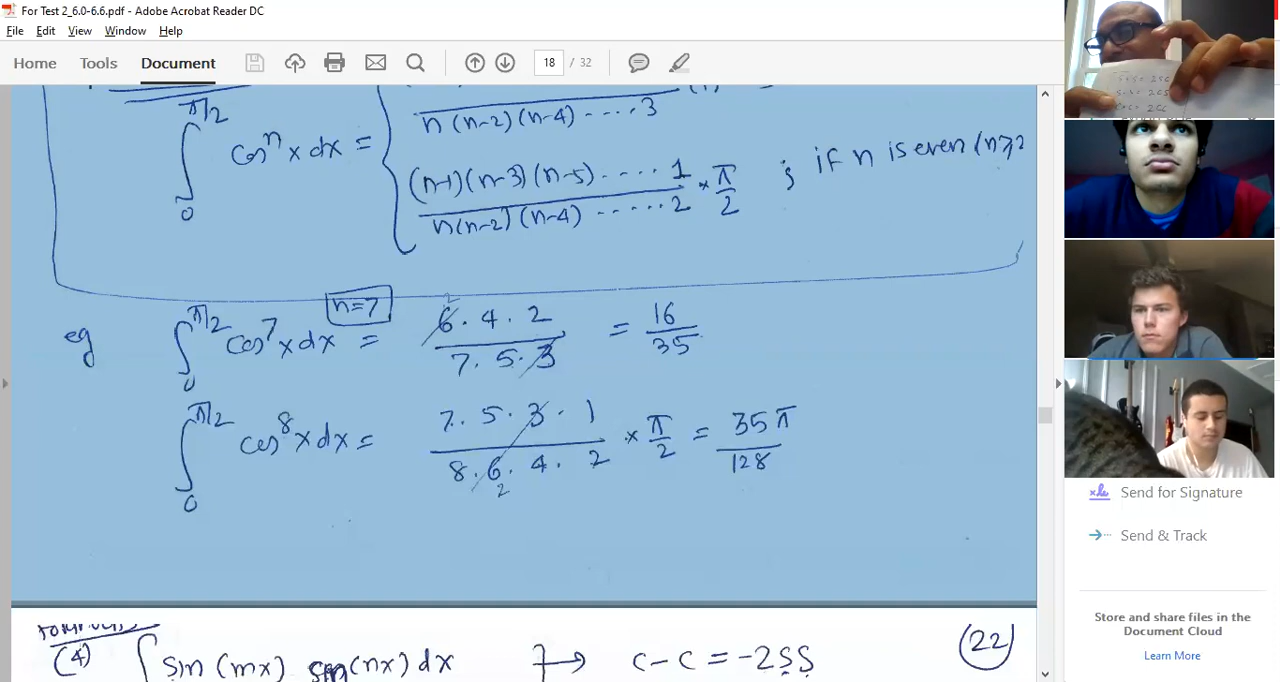 For Test 2_6.0-6.6.pdf - Adobe Acrobat Reader DC
File Edit View Window Help
Home Tools Document 18 / 32
π/2
∫ cosⁿ x dx =
0
n(n-2)(n-4) ..... 3
(n-1)(n-3)(n-5) ..... 1 × π
n(n-2)(n-4) ...... 2 2
; if n is even (n≥2
n=7
eg ∫ π/2 0 cos⁷ x dx = 6. 4. 2 / 7. 5. 3 = 16/35
∫ π/2 0 cos⁸ x dx = 7. 5. 3. 1 / 8. 6. 4. 2 × π/2 = 35π/128
2
2
(4) ∫ sin (mx) sin (nx) dx } → C - C = -2SS
(22)
Send for Signature
Send & Track
Store and share files in the
Document Cloud
Learn More